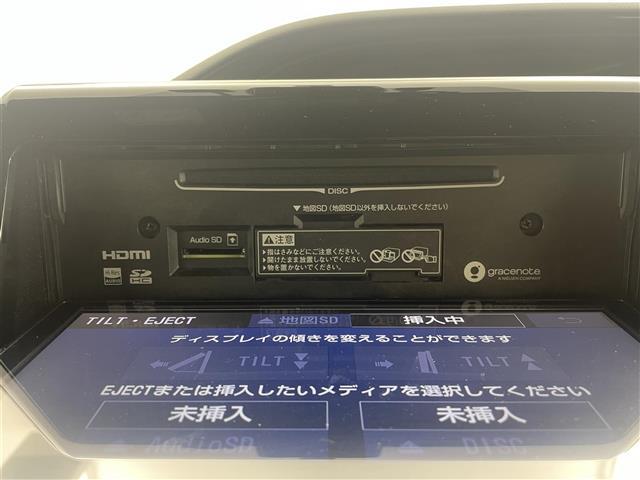 DISC
▼ 地図SD (地図SD以外を挿入しないでください)
Audio SD
⚠注意
▶指はさみなどにご注意ください。
▶開けたまま放置しないでください。
▶物を置かないでください。
HDMI
Hi-Res
AUDIO
SD
HC
gracenote.
A NIELSEN COMPANY
TILT・EJECT
▲ 地図SD
挿入中
ディスプレイの傾きを変えることができます
TILT
TILT
EJECTまたは挿入したいメディアを選択してください
未挿入
未挿入
AudioSD
DISC